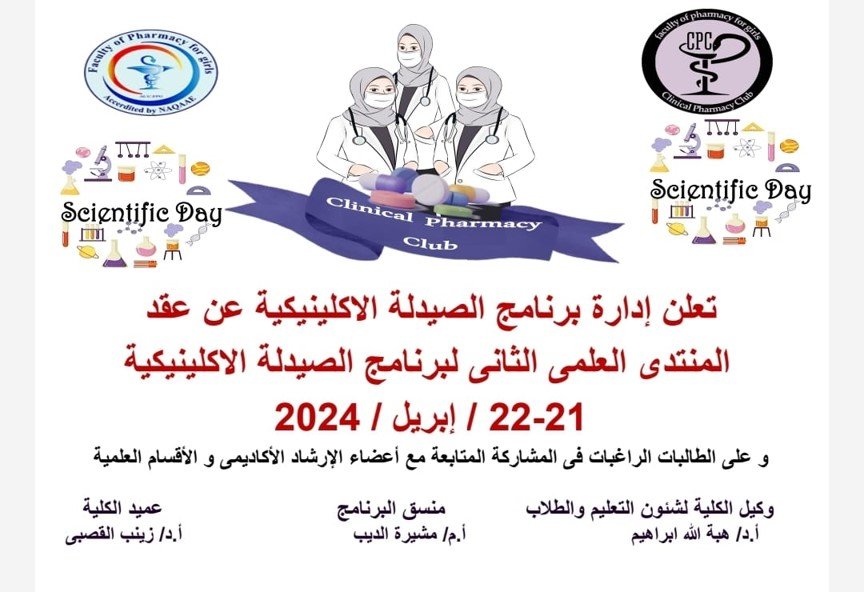 Faculty of Pharmacy for girls
Accredited by NAQAAE
faculty of pharmacy for girls
CPC
Clinical Pharmacy Club
Scientific Day
Scientific Day
Clinical Pharmacy
Club
تعلن إدارة برنامج الصيدلة الاكلينيكية عن عقد
المنتدى العلمى الثانى لبرنامج الصيدلة الاكلينيكية
22-21 / إبريل / 2024
و على الطالبات الراغبات فى المشاركة المتابعة مع أعضاء الإرشاد الأكاديمى و الأقسام العلمية
وكيل الكلية لشئون التعليم والطلاب
منسق البرنامج
عميد الكلية
أ.د/ هبة الله ابراهيم
أ.م/ مشيرة الديب
أ.د/ زينب القصبى